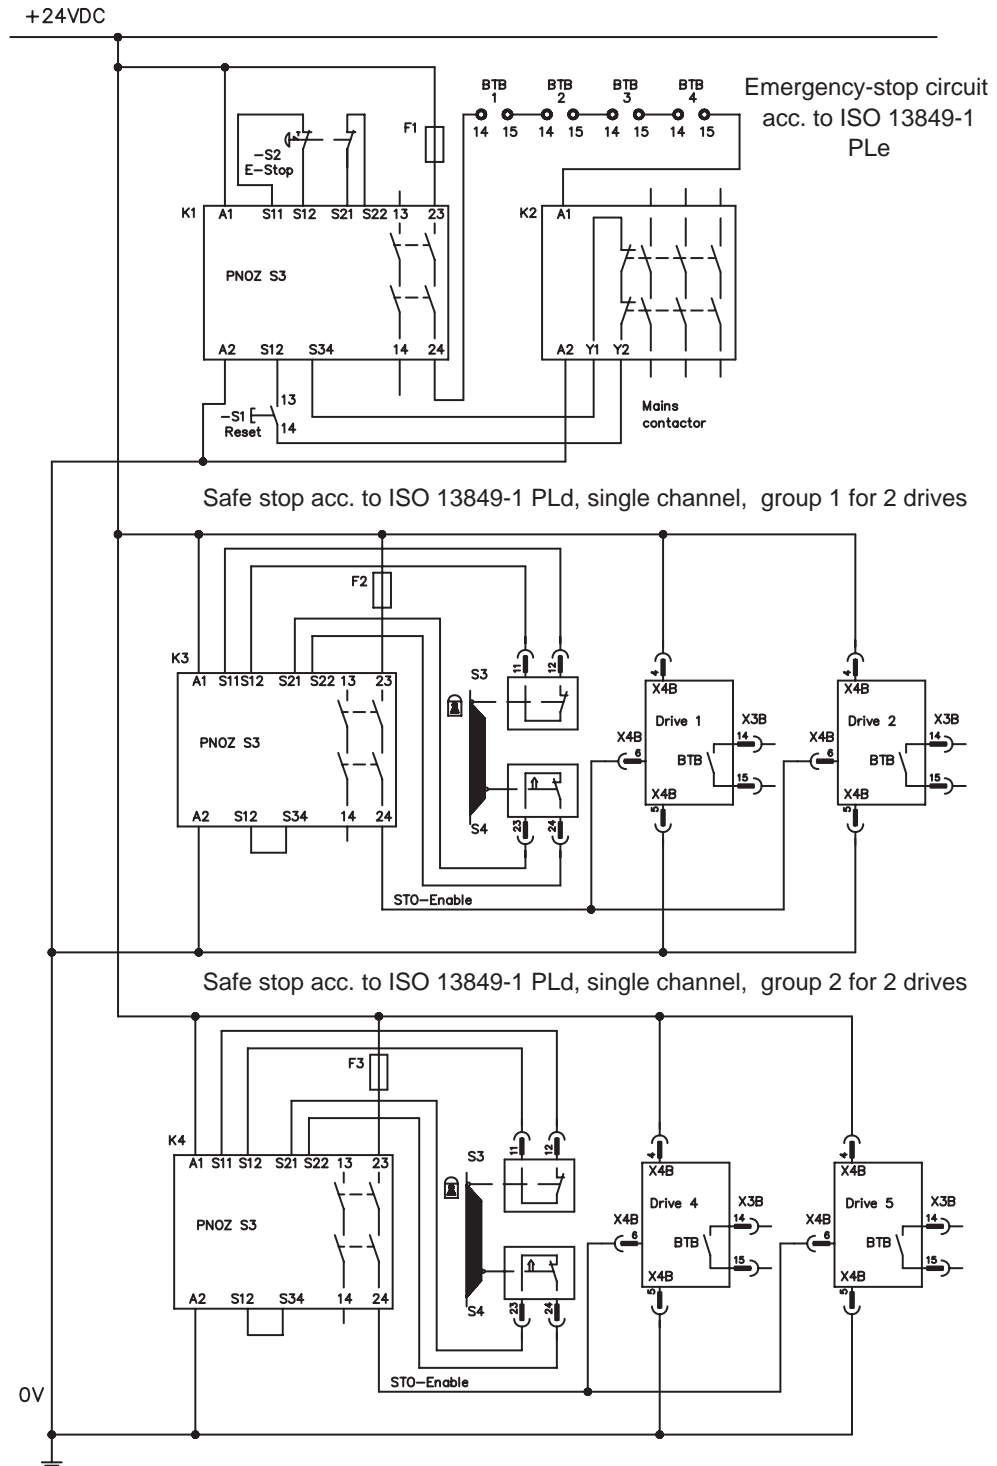 +24VDC
BTB BTB BTB BTB
1 2 3 4
14 15 14 15 14 15 14 15
Emergency-stop circuit
acc. to ISO 13849-1
PLe
F1
-S2
E-Stop
K1 A1 S11 S12 S21 S22 13 23
K2 A1
PNOZ S3
A2 S12 S34 14 24
A2 Y1 Y2
13
-S1
Reset
14
Mains
contactor
Safe stop acc. to ISO 13849-1 PLd, single channel, group 1 for 2 drives
F2
K3
A1 S11S12 S21 S22 13 23
S3
11 12
4 4
X4B X4B
PNOZ S3
Drive 1 X3B
Drive 2 X3B
X4B 6 BTB 14
X4B 6 BTB 14
15 15
X4B X4B
5 5
A2 S12 S34 14 24
S4
23 24
STO-Enable
Safe stop acc. to ISO 13849-1 PLd, single channel, group 2 for 2 drives
F3
K4
A1 S11 S12 S21 S22 13 23
S3
11 12
4 4
X4B X4B
PNOZ S3
Drive 4 X3B
Drive 5 X3B
X4B 6 BTB 14
X4B 6 BTB 14
15 15
X4B X4B
5 5
A2 S12 S34 14 24
S4
23 24
STO-Enable
0V